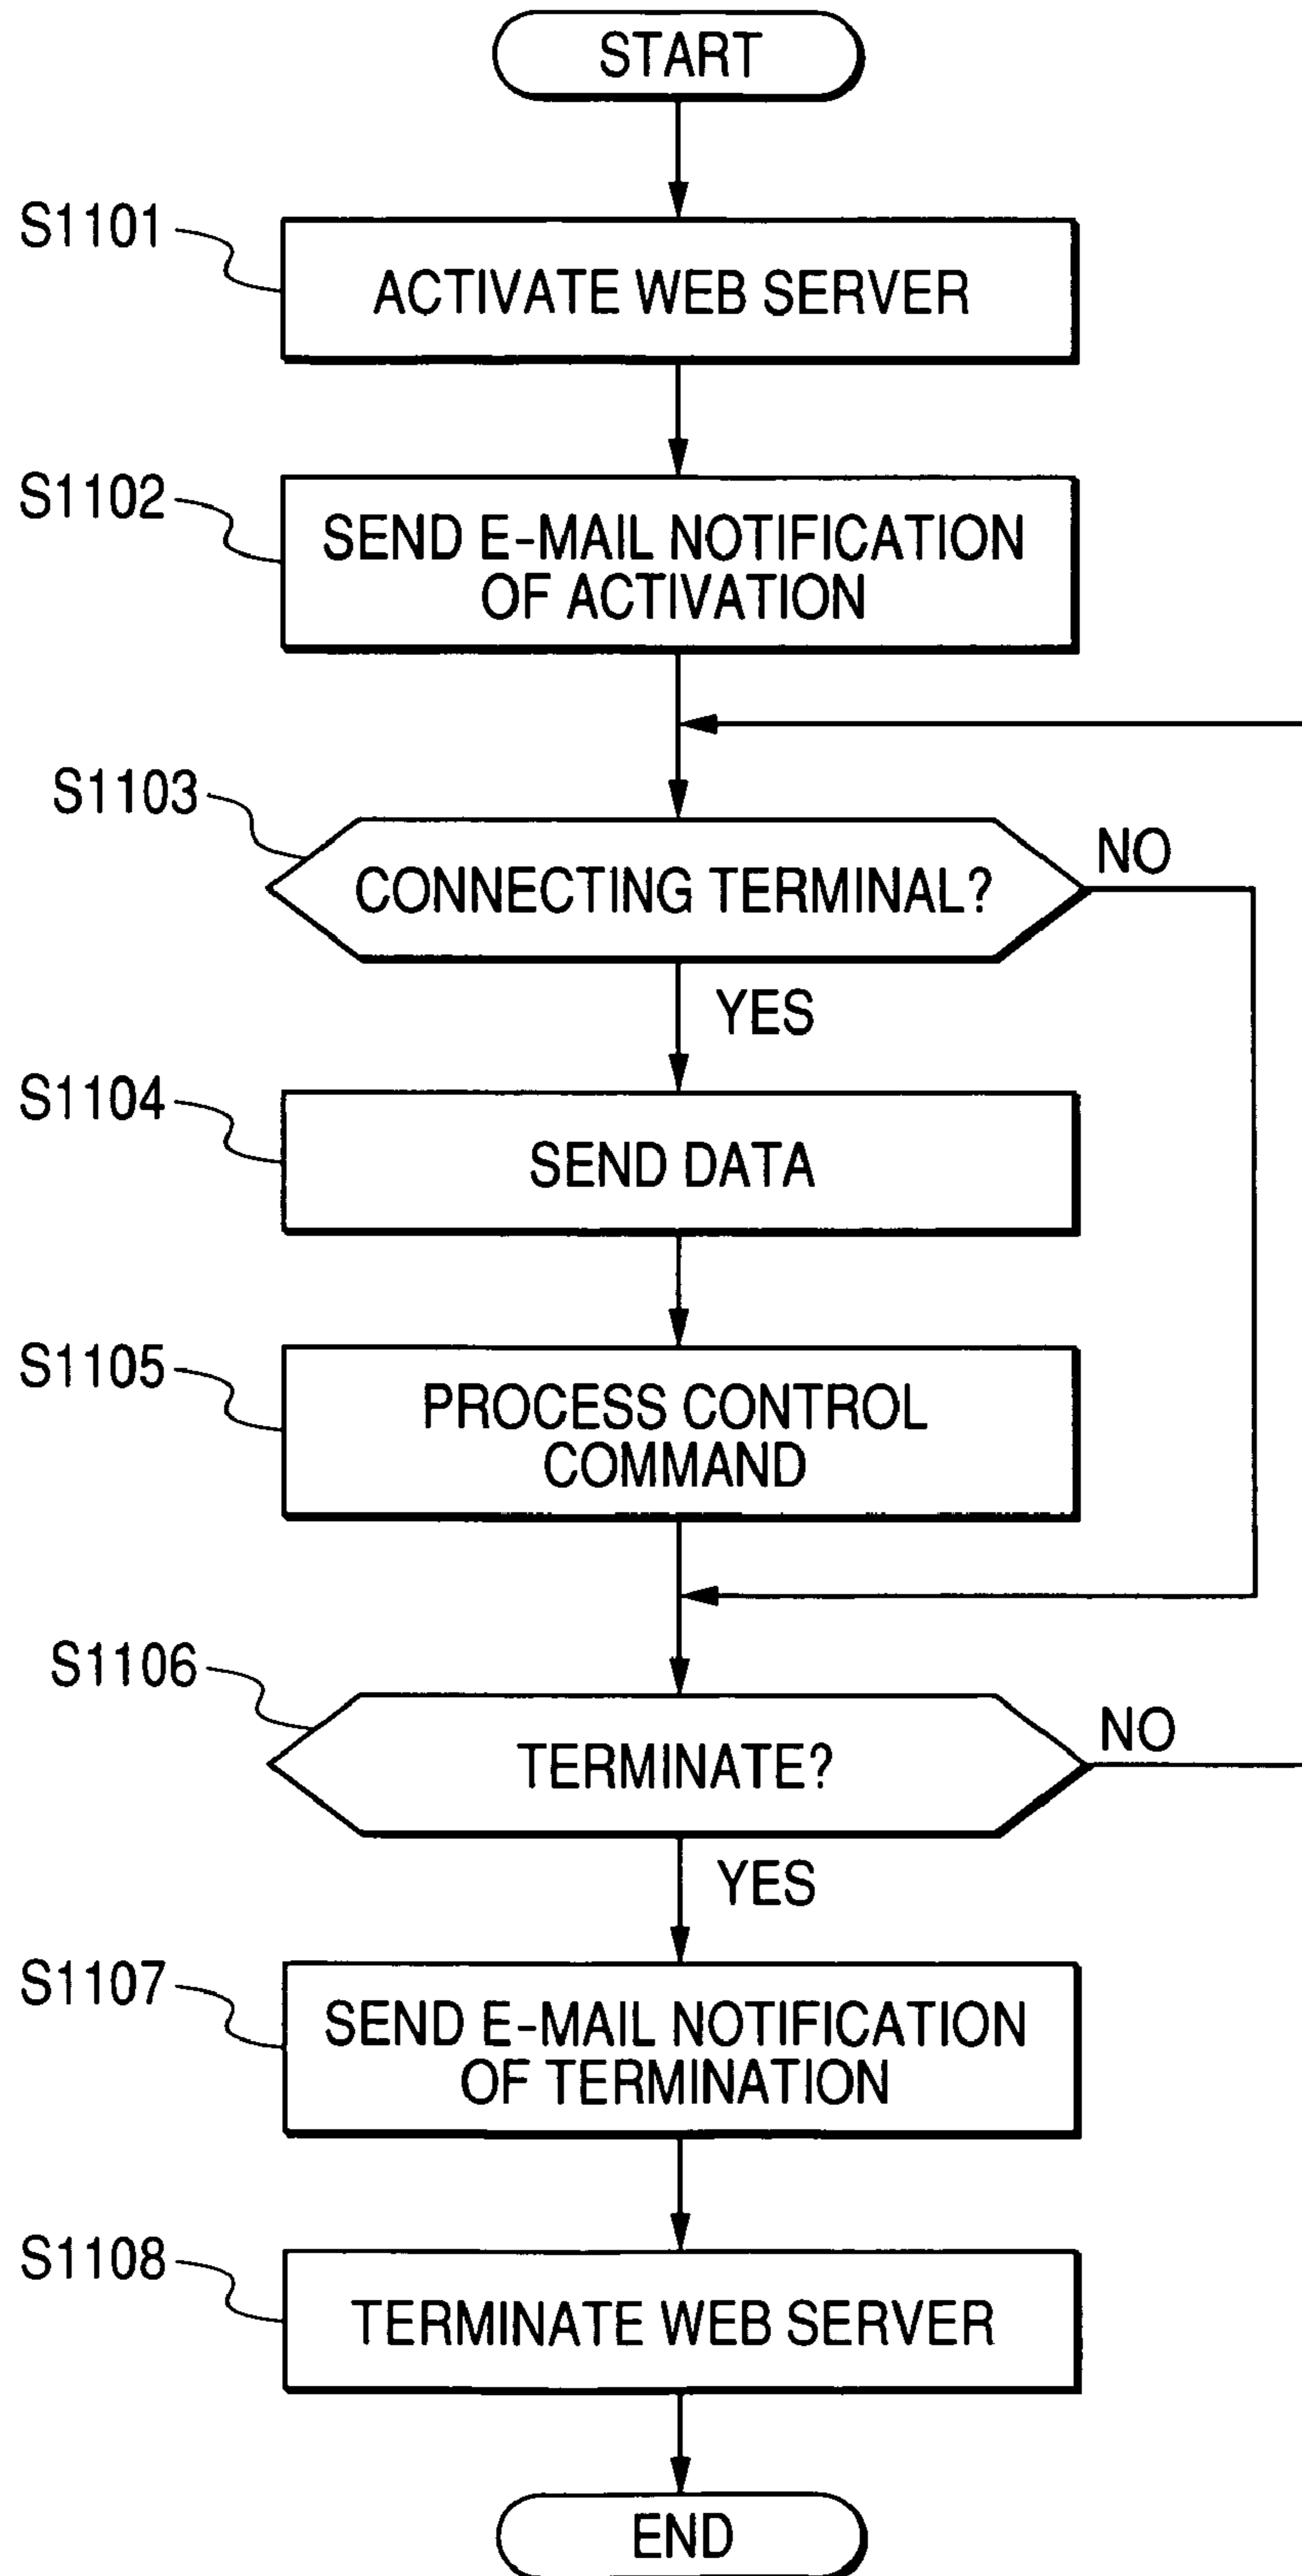 START
S1101
ACTIVATE WEB SERVER
S1102
SEND E-MAIL NOTIFICATION
OF ACTIVATION
S1103
CONNECTING TERMINAL?
NO
YES
S1104
SEND DATA
S1105
PROCESS CONTROL
COMMAND
S1106
TERMINATE?
NO
YES
S1107
SEND E-MAIL NOTIFICATION
OF TERMINATION
S1108
TERMINATE WEB SERVER
END